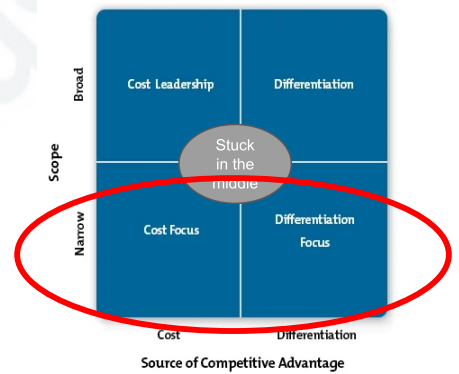 Broad
Cost Leadership
Differentiation
Stuck
in the
middle
Scope
Narrow
Cost Focus
Differentiation
Focus
Cost
Differentiation
Source of Competitive Advantage